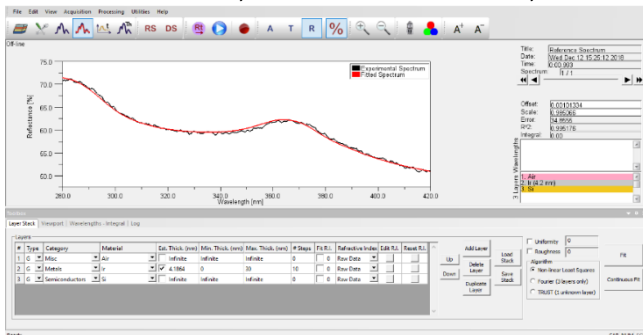 File Edit View Acquisition Processing Utilities Help
RS DS Rt A T R % A+ A-
Off-line
75.0
70.0
65.0
60.0
Reflectance [%]
Experimental Spectrum
Fitted Spectrum
280.0 300.0 320.0 340.0 360.0 380.0 400.0 420.0
Wavelength [nm]
Title: Reference Spectrum
Date: Wed Dec 12 15:25:12 2018
Time: 0:00,003
Spectrum 1 / 1
Offset: 0.00101334
Scale: 0.995066
Error: 34.6556
R^2: 0.995176
Integral: 0.00
3 Layers Wavelengths
1. Air
2. Ir (4.2 nm)
3. Si
Layer Stack Viewport Wavelengths - Integral Log
Layers
# Type Category Material Est. Thick. (nm) Min. Thick. (nm) Max. Thick. (nm) # Steps Fit R.I. Refractive Index Edit R.I. Reset R.I.
1 G Misc Air Infinite Infinite Infinite 0 0 Raw Data
2 G Metals Ir 4.1964 0 30 10 0 Raw Data
3 G Semiconductors Si Infinite Infinite Infinite 0 0 Raw Data
Up
Down
Add Layer
Delete Layer
Duplicate Layer
Load Stack
Save Stack
Uniformity 0
Roughness 0
Algorithm
Non-linear Least Squares
Fourier (3 layers only)
TRUST (1 unknown layer)
Fit
Continuous Fit
Ready